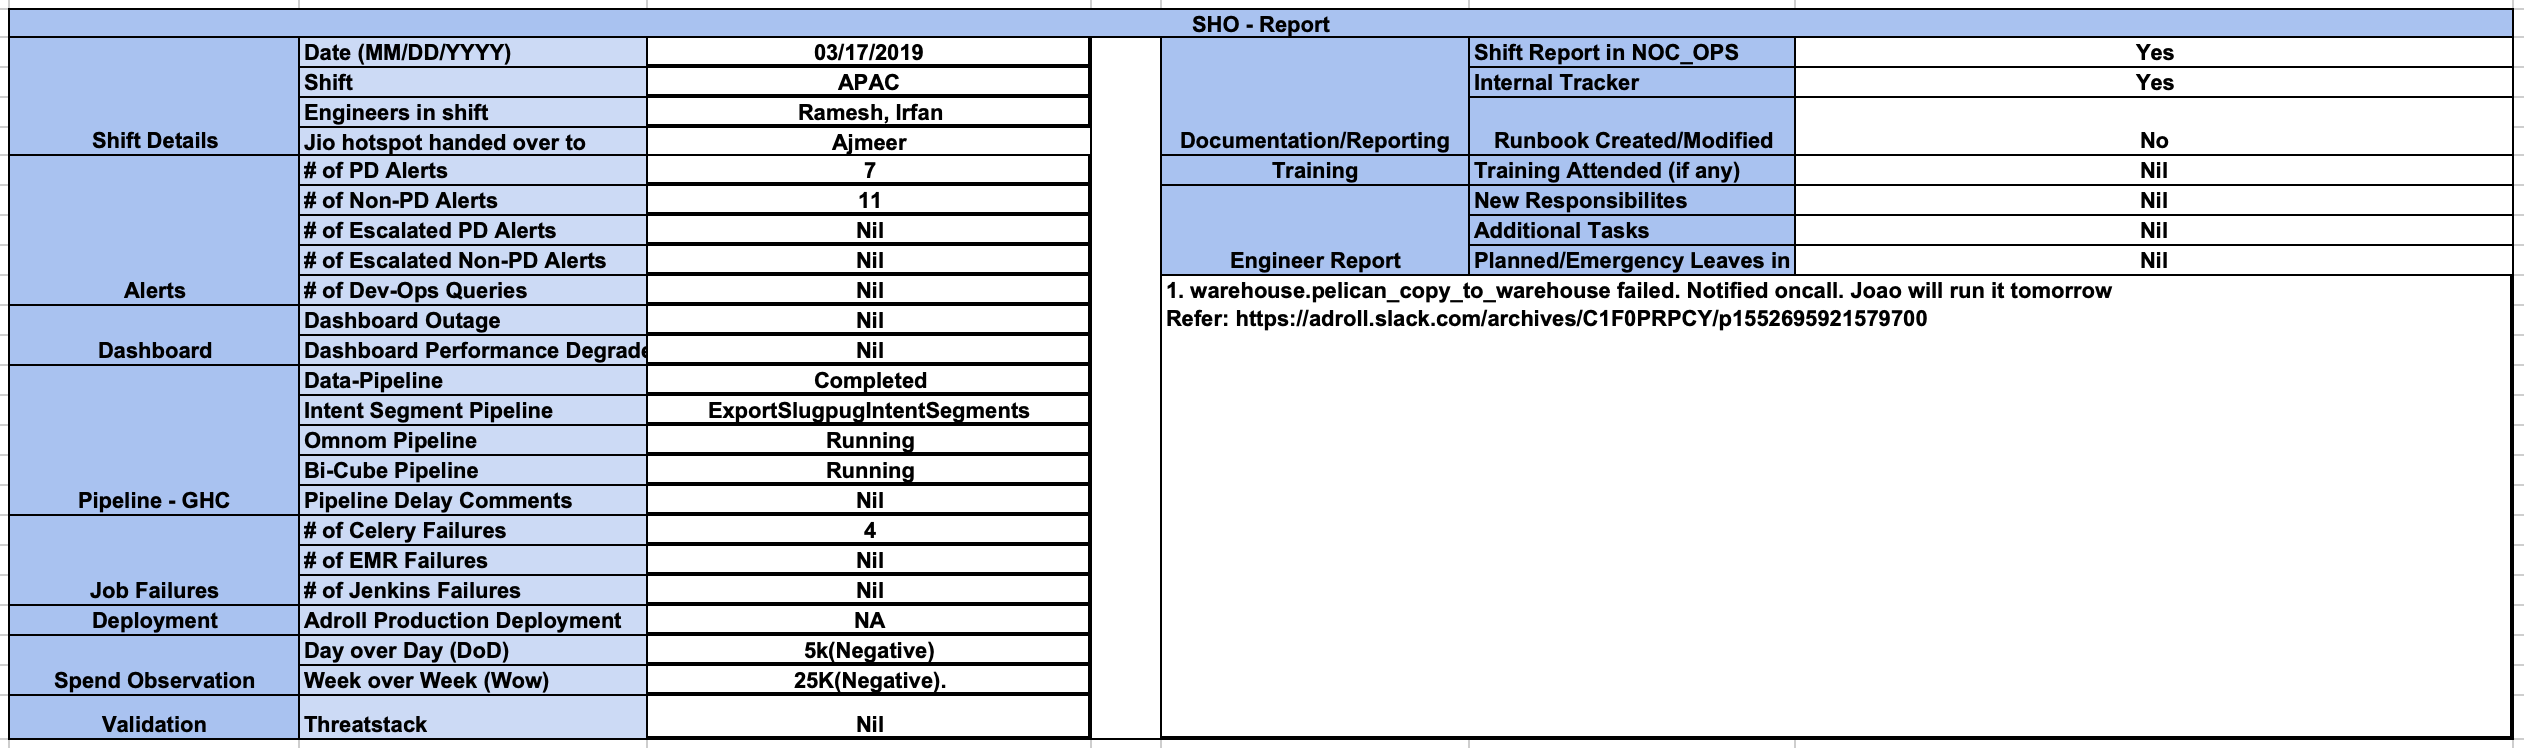 SHO - Report
Date (MM/DD/YYYY) 03/17/2019
Shift APAC
Engineers in shift Ramesh, Irfan
Shift Details Jio hotspot handed over to Ajmeer
# of PD Alerts 7
# of Non-PD Alerts 11
# of Escalated PD Alerts Nil
# of Escalated Non-PD Alerts Nil
Alerts # of Dev-Ops Queries Nil
Dashboard Outage Nil
Dashboard Dashboard Performance Degrade Nil
Data-Pipeline Completed
Intent Segment Pipeline ExportSlugpugIntentSegments
Omnom Pipeline Running
Bi-Cube Pipeline Running
Pipeline - GHC Pipeline Delay Comments Nil
# of Celery Failures 4
# of EMR Failures Nil
Job Failures # of Jenkins Failures Nil
Deployment Adroll Production Deployment NA
Day over Day (DoD) 5k(Negative)
Spend Observation Week over Week (Wow) 25K(Negative).
Validation Threatstack Nil
Shift Report in NOC_OPS Yes
Internal Tracker Yes
Documentation/Reporting Runbook Created/Modified No
Training Training Attended (if any) Nil
New Responsibilites Nil
Additional Tasks Nil
Engineer Report Planned/Emergency Leaves in Nil
1. warehouse.pelican_copy_to_warehouse failed. Notified oncall. Joao will run it tomorrow
Refer: https://adroll.slack.com/archives/C1F0PRPCY/p1552695921579700